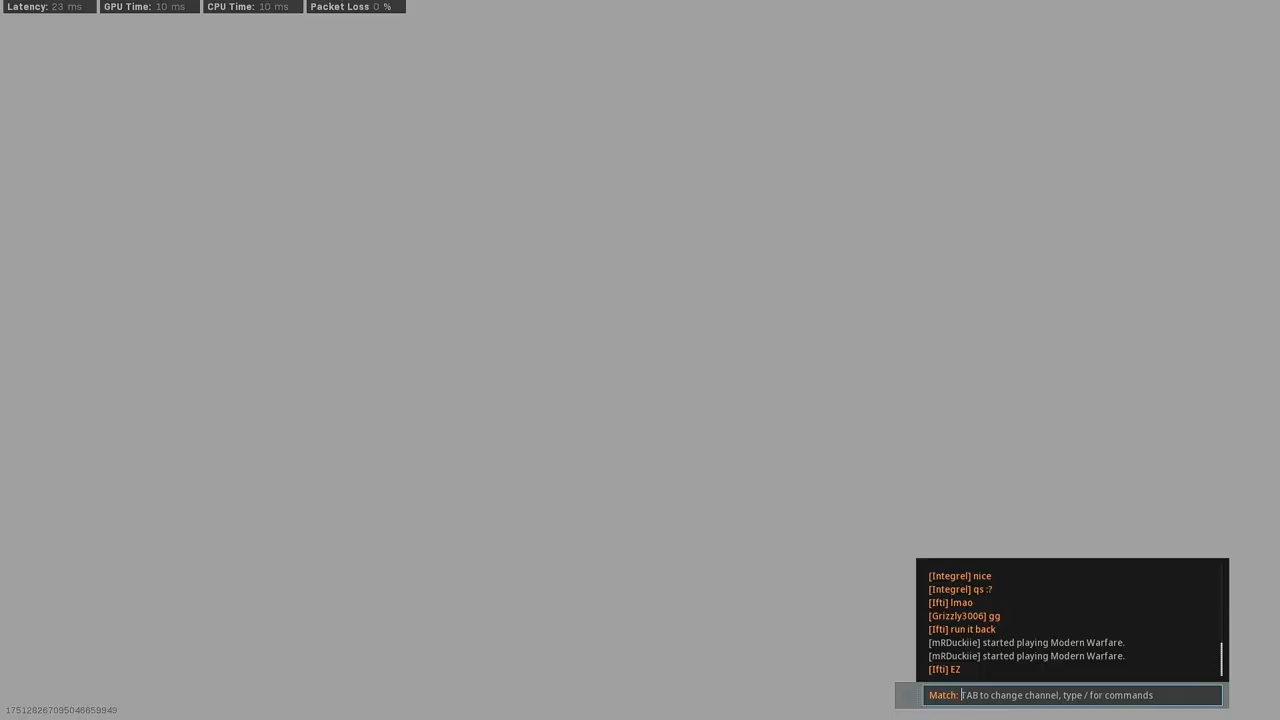 Latency: 23 ms GPU Time: 10 ms CPU Time: 10 ms Packet Loss 0 %
[Integrel] nice
[Integrel] qs :?
[Ifti] lmao
[Grizzly3006] gg
[Ifti] run it back
[mRDuckiie] started playing Modern Warfare.
[mRDuckiie] started playing Modern Warfare.
[Ifti] EZ
Match: TAB to change channel, type / for commands
17512826709504665​9949